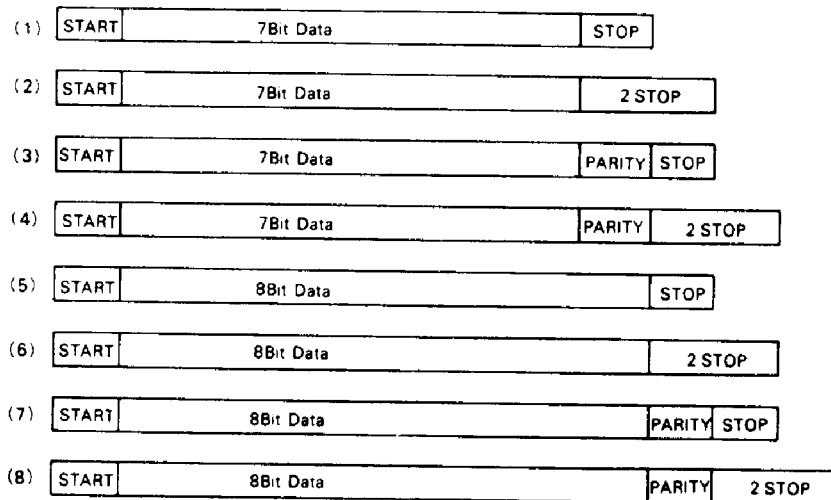 (1) START 7Bit Data STOP
(2) START 7Bit Data 2 STOP
(3) START 7Bit Data PARITY STOP
(4) START 7Bit Data PARITY 2 STOP
(5) START 8Bit Data STOP
(6) START 8Bit Data 2 STOP
(7) START 8Bit Data PARITY STOP
(8) START 8Bit Data PARITY 2 STOP